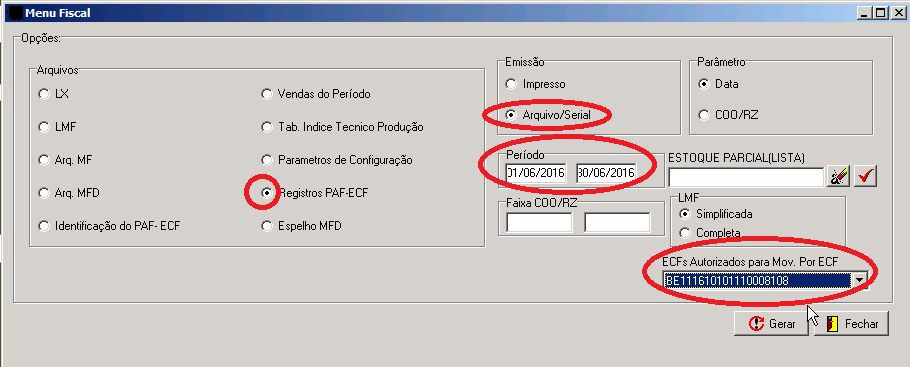 Menu Fiscal
Opções:
Arquivos
LX
LMF
Arq. MF
Arq. MFD
Identificação do PAF- ECF
Vendas do Período
Tab. Indice Tecnico Produção
Parametros de Configuração
Registros PAF-ECF
Espelho MFD
Emissão
Impresso
Arquivo/Serial
Parâmetro
Data
COO/RZ
Período
01/06/2016 30/06/2016
ESTOQUE PARCIAL(LISTA)
Faixa COO/RZ
LMF
Simplificada
Completa
ECFs Autorizados para Mov. Por ECF
BE111610101110008108
Gerar
Fechar